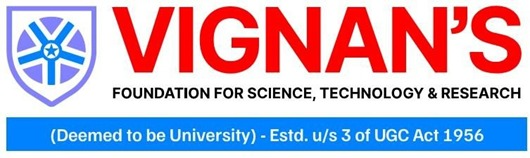 VIGNAN'S
FOUNDATION FOR SCIENCE, TECHNOLOGY & RESEARCH
(Deemed to be University) - Estd. u/s 3 of UGC Act 1956